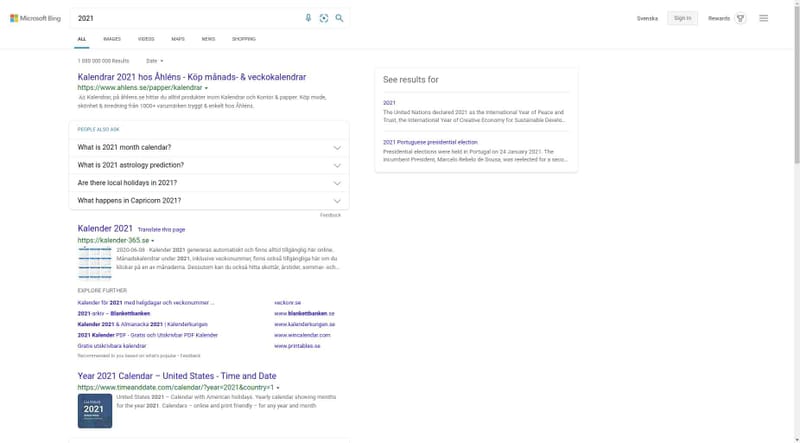 Microsoft Bing
2021
Svenska
Sign in
Rewards
ALL IMAGES VIDEOS MAPS NEWS SHOPPING
1 880 000 000 Results Date
Kalendrar 2021 hos Åhléns - Köp månads- & veckokalendrar
https://www.ahlens.se/papper/kalendrar
Ad Kalendrar, på åhlens.se hittar du alltid produkter inom Kalendrar och Kontor & papper. Köp mode,
skönhet & inredning från 1000+ varumärken tryggt & enkelt hos Åhléns.
PEOPLE ALSO ASK
What is 2021 month calendar?
What is 2021 astrology prediction?
Are there local holidays in 2021?
What happens in Capricorn 2021?
Feedback
Kalender 2021 Translate this page
https://kalender-365.se
2020-06-08 · Kalender 2021 genereras automatiskt och finns alltid tillgänglig här online.
Månadskalendrar under 2021, inklusive veckonummer, finns också tillgängliga här om du
klickar på en av månaderna. Dessutom kan du också hitta skottår, årstider, sommar- och...
EXPLORE FURTHER
Kalender för 2021 med helgdagar och veckonummer ... veckonr.se
2021-arkiv – Blankettbanken www.blankettbanken.se
Kalender 2021 & Almanacka 2021 | Kalenderkungen www.kalenderkungen.se
2021 Kalender PDF - Gratis och Utskrivbar PDF Kalender www.wincalendar.com
Gratis utskrivbara kalendrar www.printables.se
Recommended to you based on what's popular • Feedback
Year 2021 Calendar – United States - Time and Date
https://www.timeanddate.com/calendar/?year=2021&country=1
2021
United States 2021 – Calendar with American holidays. Yearly calendar showing months
for the year 2021. Calendars – online and print friendly – for any year and month
See results for
2021
The United Nations declared 2021 as the International Year of Peace and
Trust, the International Year of Creative Economy for Sustainable Develo...
2021 Portuguese presidential election
Presidential elections were held in Portugal on 24 January 2021. The
incumbent President, Marcelo Rebelo de Sousa, was reelected for a seco...